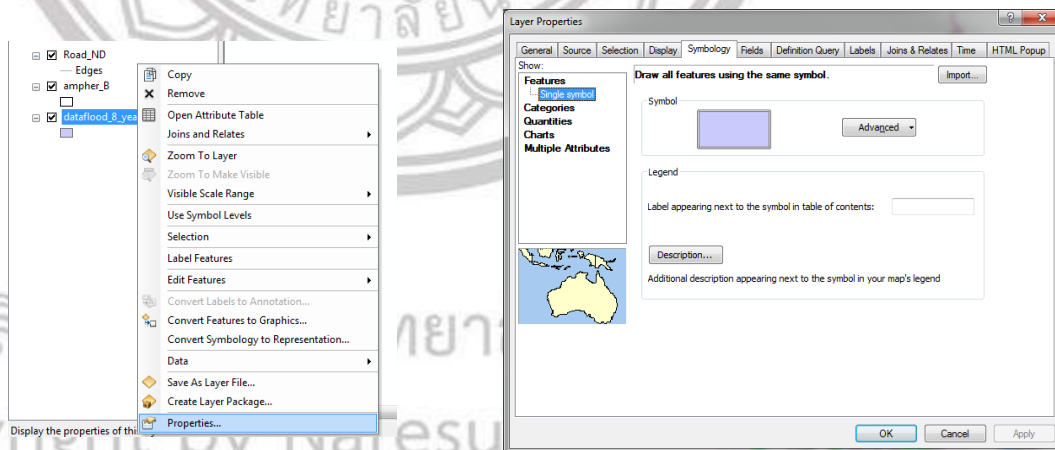 Road_ND
Edges
ampher_B
dataflood_8_yea
Copy
Remove
Open Attribute Table
Joins and Relates
Zoom To Layer
Zoom To Make Visible
Visible Scale Range
Use Symbol Levels
Selection
Label Features
Edit Features
Convert Labels to Annotation...
Convert Features to Graphics...
Convert Symbology to Representation...
Data
Save As Layer File...
Create Layer Package...
Properties...
Display the properties of this
Layer Properties
General Source Selection Display Symbology Fields Definition Query Labels Joins & Relates Time HTML Popup
Show:
Features
Single symbol
Categories
Quantities
Charts
Multiple Attributes
Draw all features using the same symbol.
Import...
Symbol
Advanced
Legend
Label appearing next to the symbol in table of contents:
Description...
Additional description appearing next to the symbol in your map's legend
OK Cancel Apply